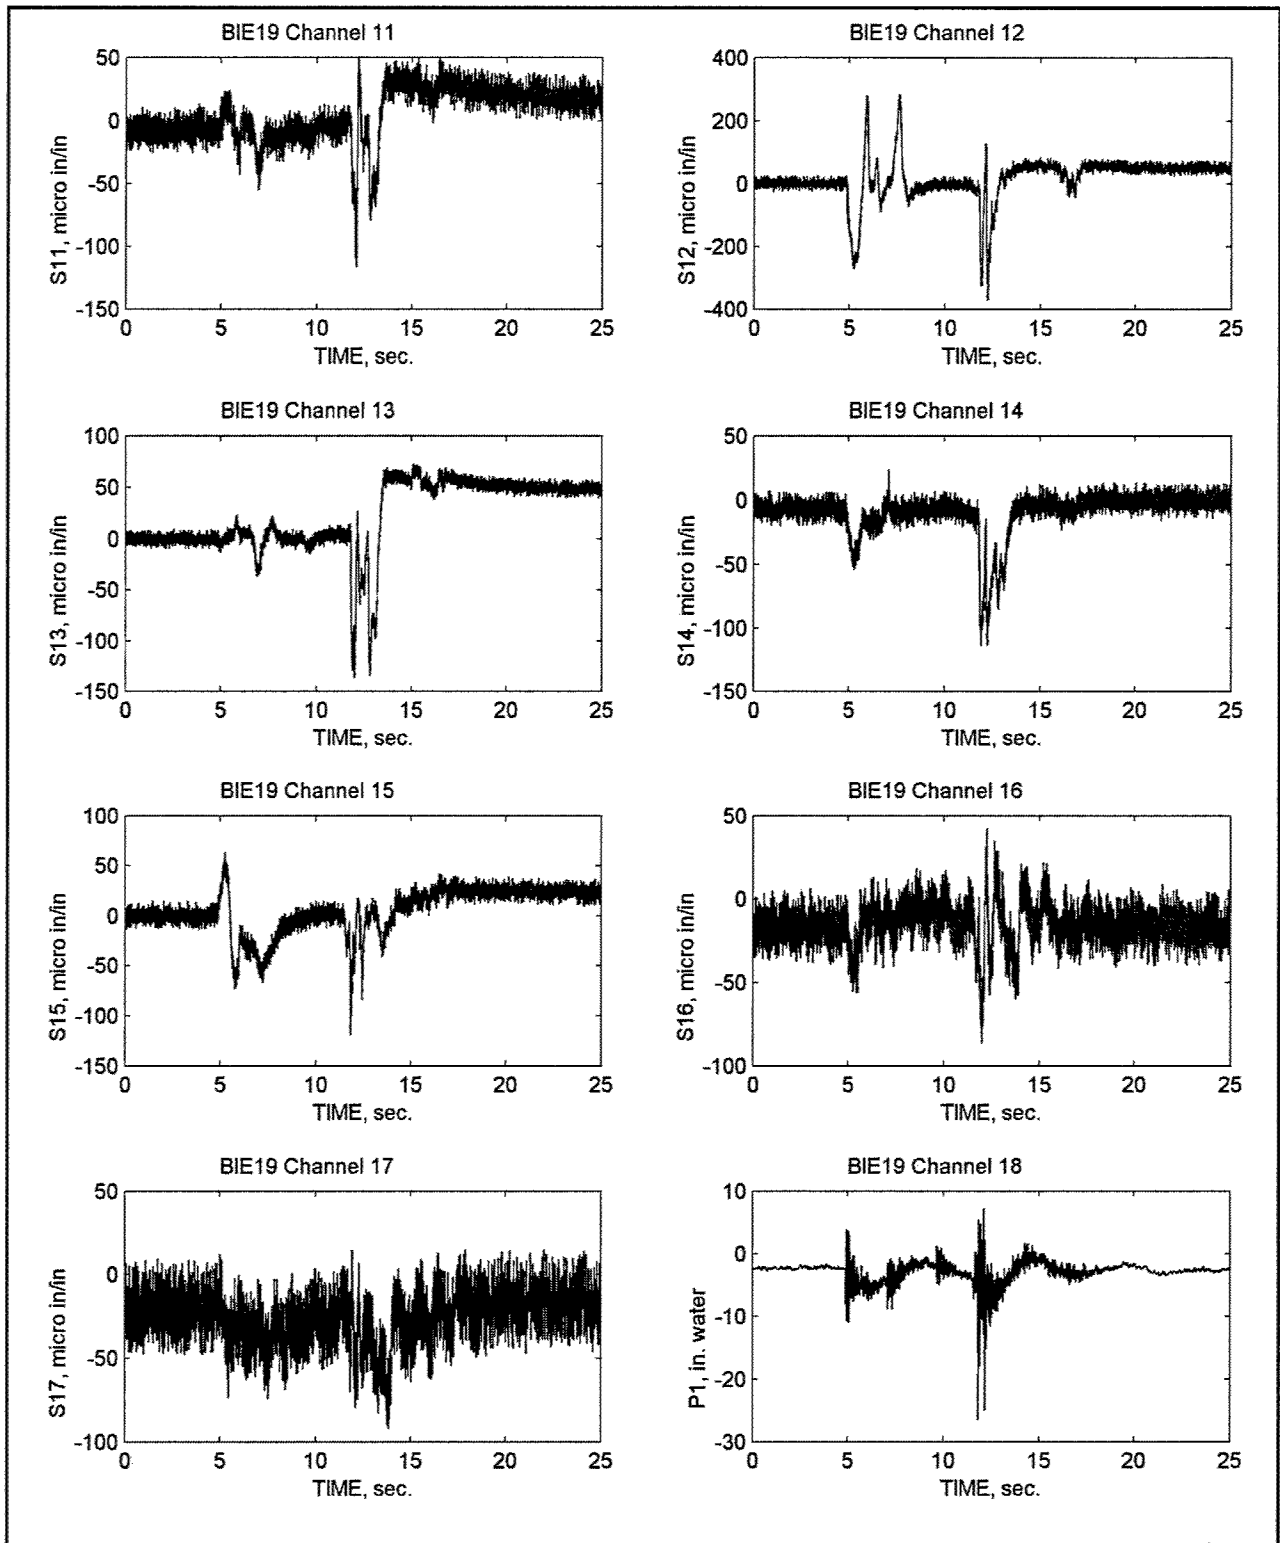 BIE19 Channel 11
50
0
-50
-100
-150
S11, micro in/in
0 5 10 15 20 25
TIME, sec.
BIE19 Channel 12
400
200
0
-200
-400
S12, micro in/in
0 5 10 15 20 25
TIME, sec.
BIE19 Channel 13
100
50
0
-50
-100
-150
S13, micro in/in
0 5 10 15 20 25
TIME, sec.
BIE19 Channel 14
50
0
-50
-100
-150
S14, micro in/in
0 5 10 15 20 25
TIME, sec.
BIE19 Channel 15
100
50
0
-50
-100
-150
S15, micro in/in
0 5 10 15 20 25
TIME, sec.
BIE19 Channel 16
50
0
-50
-100
S16, micro in/in
0 5 10 15 20 25
TIME, sec.
BIE19 Channel 17
50
0
-50
-100
S17, micro in/in
0 5 10 15 20 25
TIME, sec.
BIE19 Channel 18
10
0
-10
-20
-30
P1, in. water
0 5 10 15 20 25
TIME, sec.